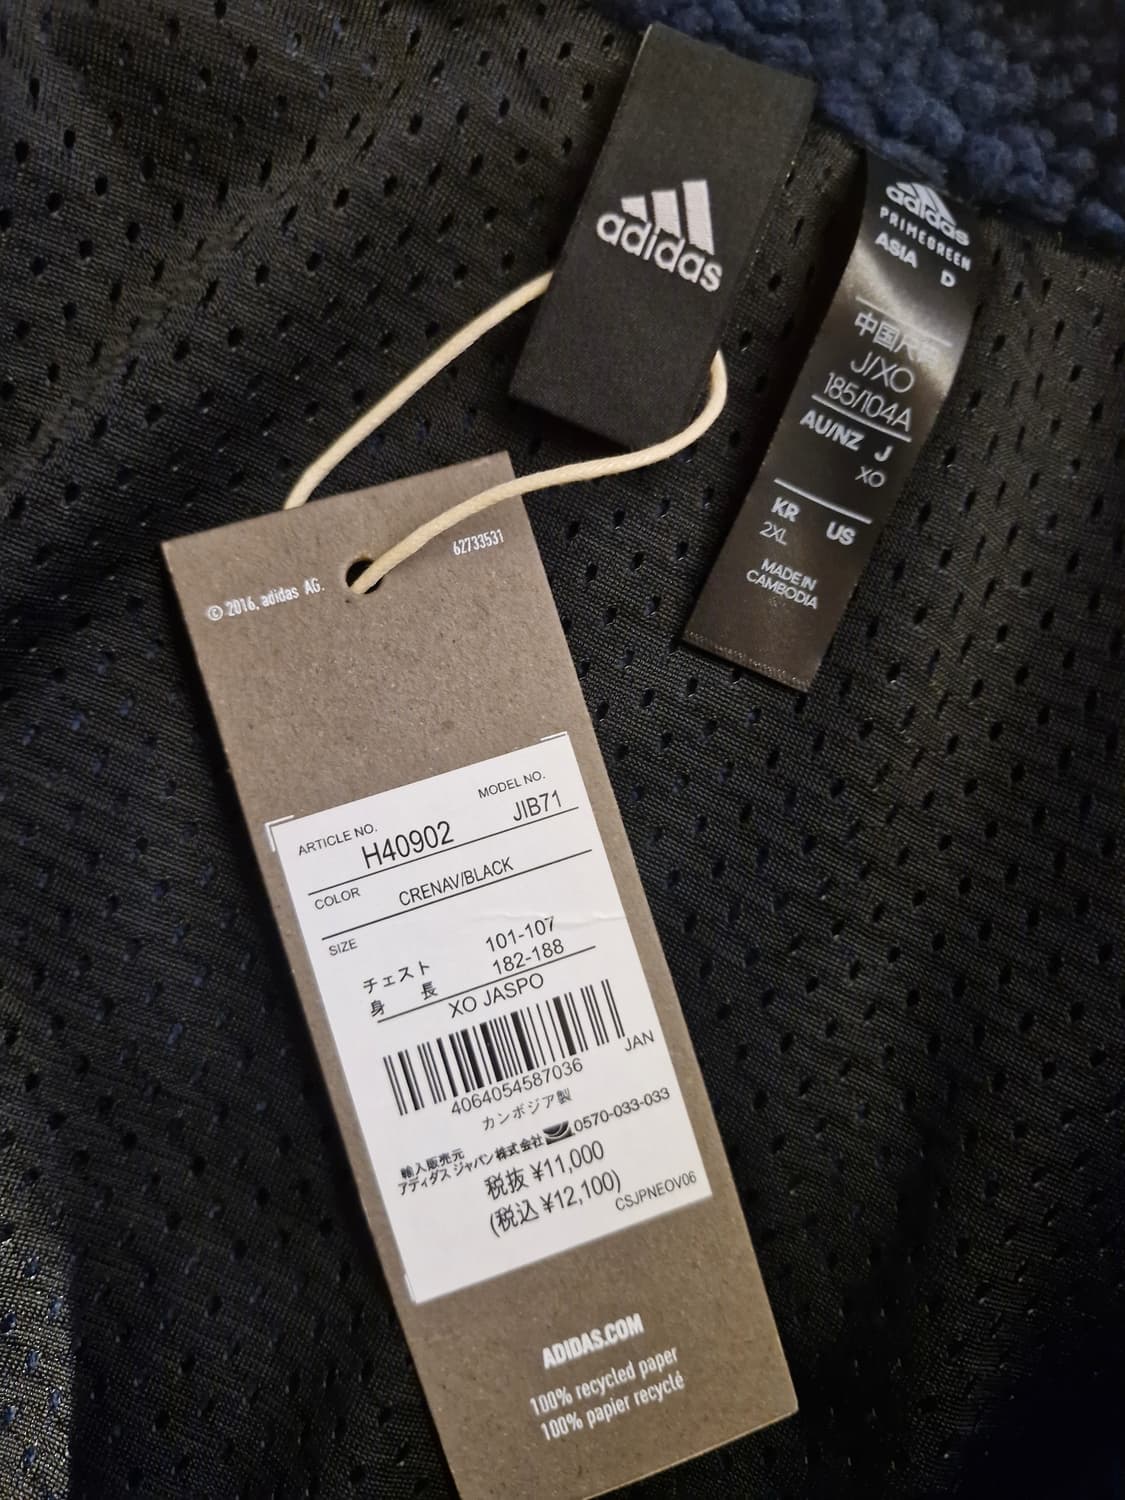 adidas
adidas
PRIMEGREEN
ASIA D
中国尺码
J/XO
185/104A
AU/NZ J
XO
KR US
2XL
MADE IN
CAMBODIA
62733531
© 2016, adidas AG.
MODEL NO.
JIB71
ARTICLE NO.
H40902
COLOR CRENAV/BLACK
SIZE
チェスト 101-107
身 長 182-188
XO JASPO
JAN
4064054587036
カンボジア製
輸入販売元
アディダス ジャパン株式会社 0570-033-033
税抜 ¥11,000
(税込 ¥12,100)
CSJPNEOV06
ADIDAS.COM
100% recycled paper
100% papier recyclé